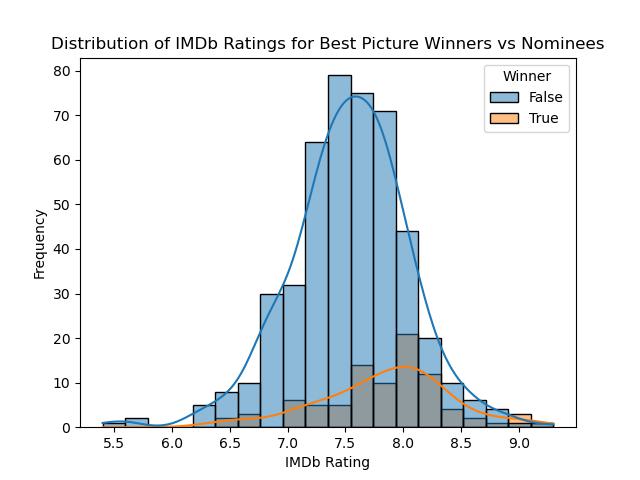 Distribution of IMDb Ratings for Best Picture Winners vs Nominees
Winner
False
True
Frequency
80
70
60
50
40
30
20
10
0
5.5 6.0 6.5 7.0 7.5 8.0 8.5 9.0
IMDb Rating